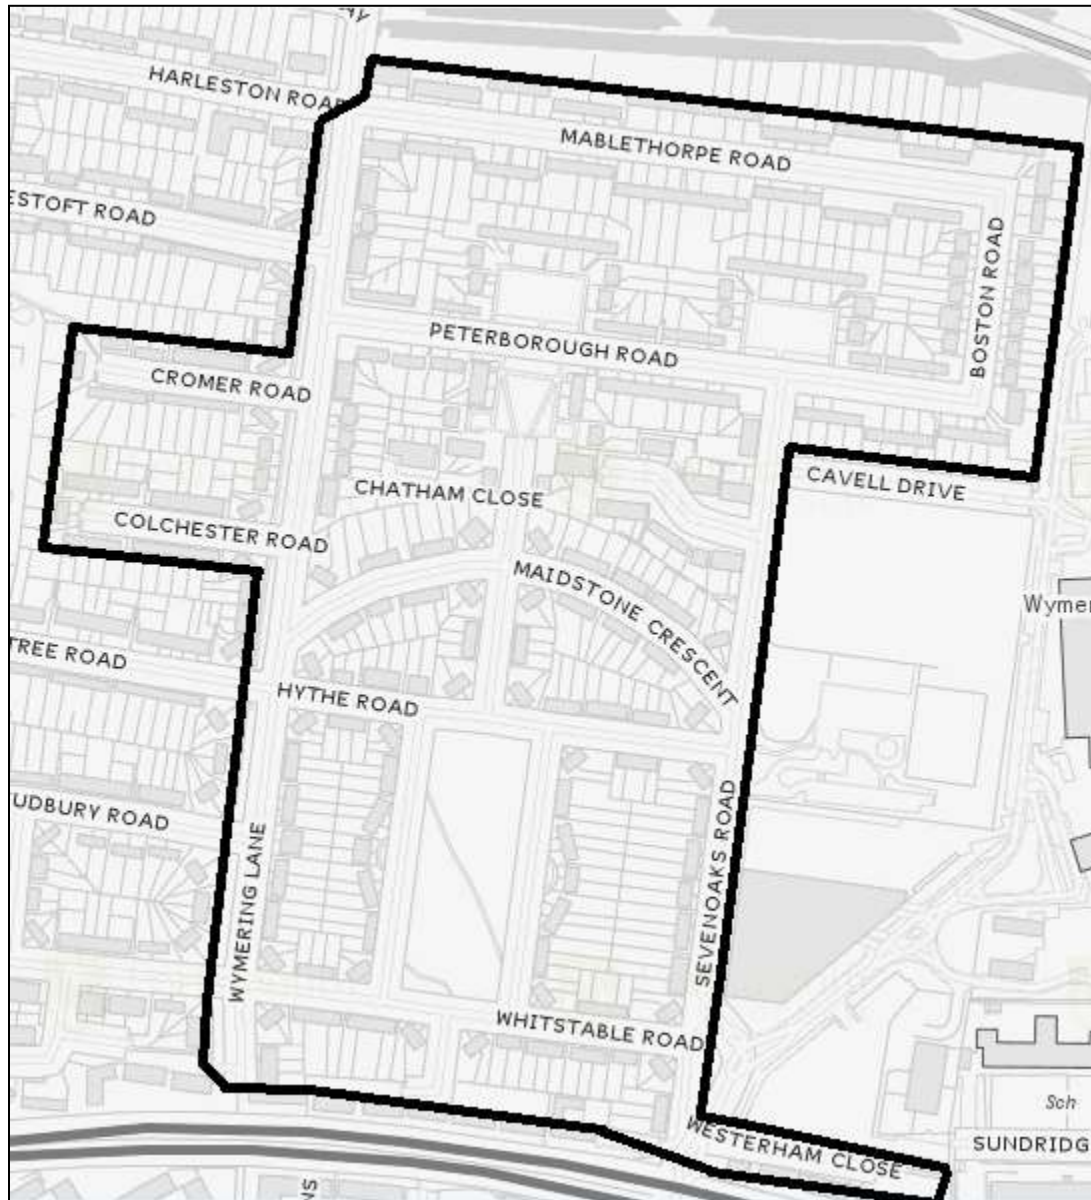 HARLESTON ROAD
MABLETHORPE ROAD
ESTOFT ROAD
BOSTON ROAD
PETERBOROUGH ROAD
CROMER ROAD
CAVELL DRIVE
CHATHAM CLOSE
COLCHESTER ROAD
MAIDSTONE CRESCENT
Wymer
TREE ROAD
HYTHE ROAD
UDBURY ROAD
WYMERING LANE
SEVENOAKS ROAD
WHITSTABLE ROAD
Sch
WESTERHAM CLOSE
SUNDRIDG
NS